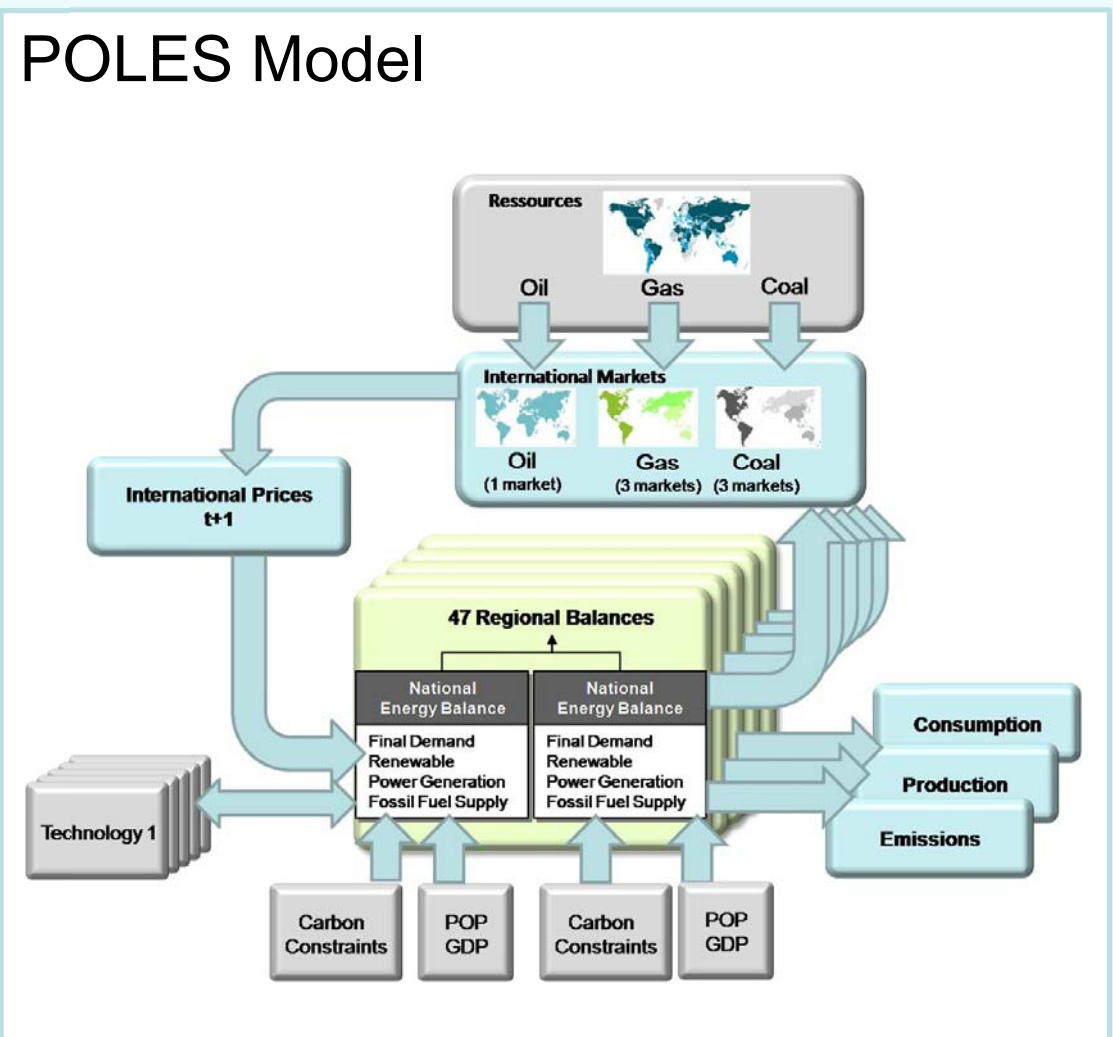 POLES Model
Ressources
Oil
Gas
Coal
International Markets
Oil
(1 market)
Gas
(3 markets)
Coal
(3 markets)
International Prices
t+1
47 Regional Balances
National
Energy Balance
Final Demand
Renewable
Power Generation
Fossil Fuel Supply
National
Energy Balance
Final Demand
Renewable
Power Generation
Fossil Fuel Supply
Consumption
Production
Emissions
Technology 1
Carbon
Constraints
POP
GDP
Carbon
Constraints
POP
GDP